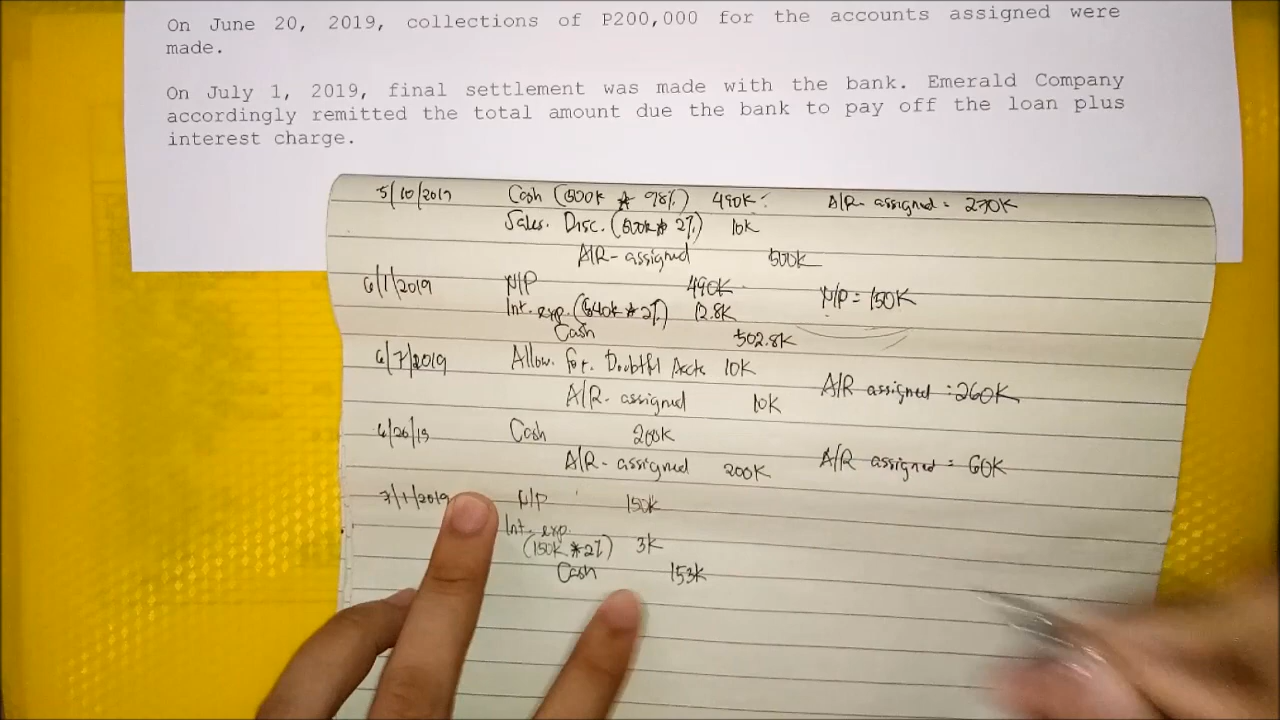 On June 20, 2019, collections of P200,000 for the accounts assigned were
made.
On July 1, 2019, final settlement was made with the bank. Emerald Company
accordingly remitted the total amount due the bank to pay off the loan plus
interest charge.
5/10/2019 Cash (500K * 98%) 490K A/R- assigned = 270K
Sales. Disc. (500K * 2%) 10K
A/R- assigned 500K
6/1/2019 N/P 490K N/P = 150K
Int. exp. (640K * 2%) 12.8K
Cash 502.8K
6/7/2019 Allow. for. Doubtful Accts 10K
A/R- assigned 10K A/R assigned = 260K
6/20/19 Cash 200K
A/R- assigned 200K A/R assigned = 60K
7/1/2019 N/P 150K
Int. exp.
(150K * 2%) 3K
Cash 153K